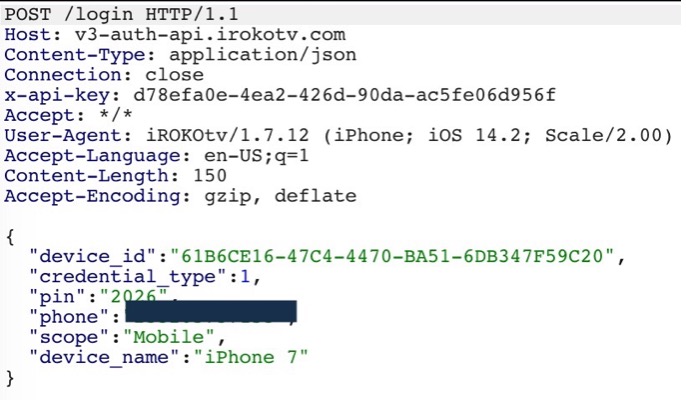 POST /login HTTP/1.1
Host: v3-auth-api.irokotv.com
Content-Type: application/json
Connection: close
x-api-key: d78efa0e-4ea2-426d-90da-ac5fe06d956f
Accept: */*
User-Agent: iROKOtv/1.7.12 (iPhone; iOS 14.2; Scale/2.00)
Accept-Language: en-US;q=1
Content-Length: 150
Accept-Encoding: gzip, deflate
{
"device_id":"61B6CE16-47C4-4470-BA51-6DB347F59C20",
"credential_type":1,
"pin":"2026",
"phone":
"scope":"Mobile",
"device_name":"iPhone 7"
}